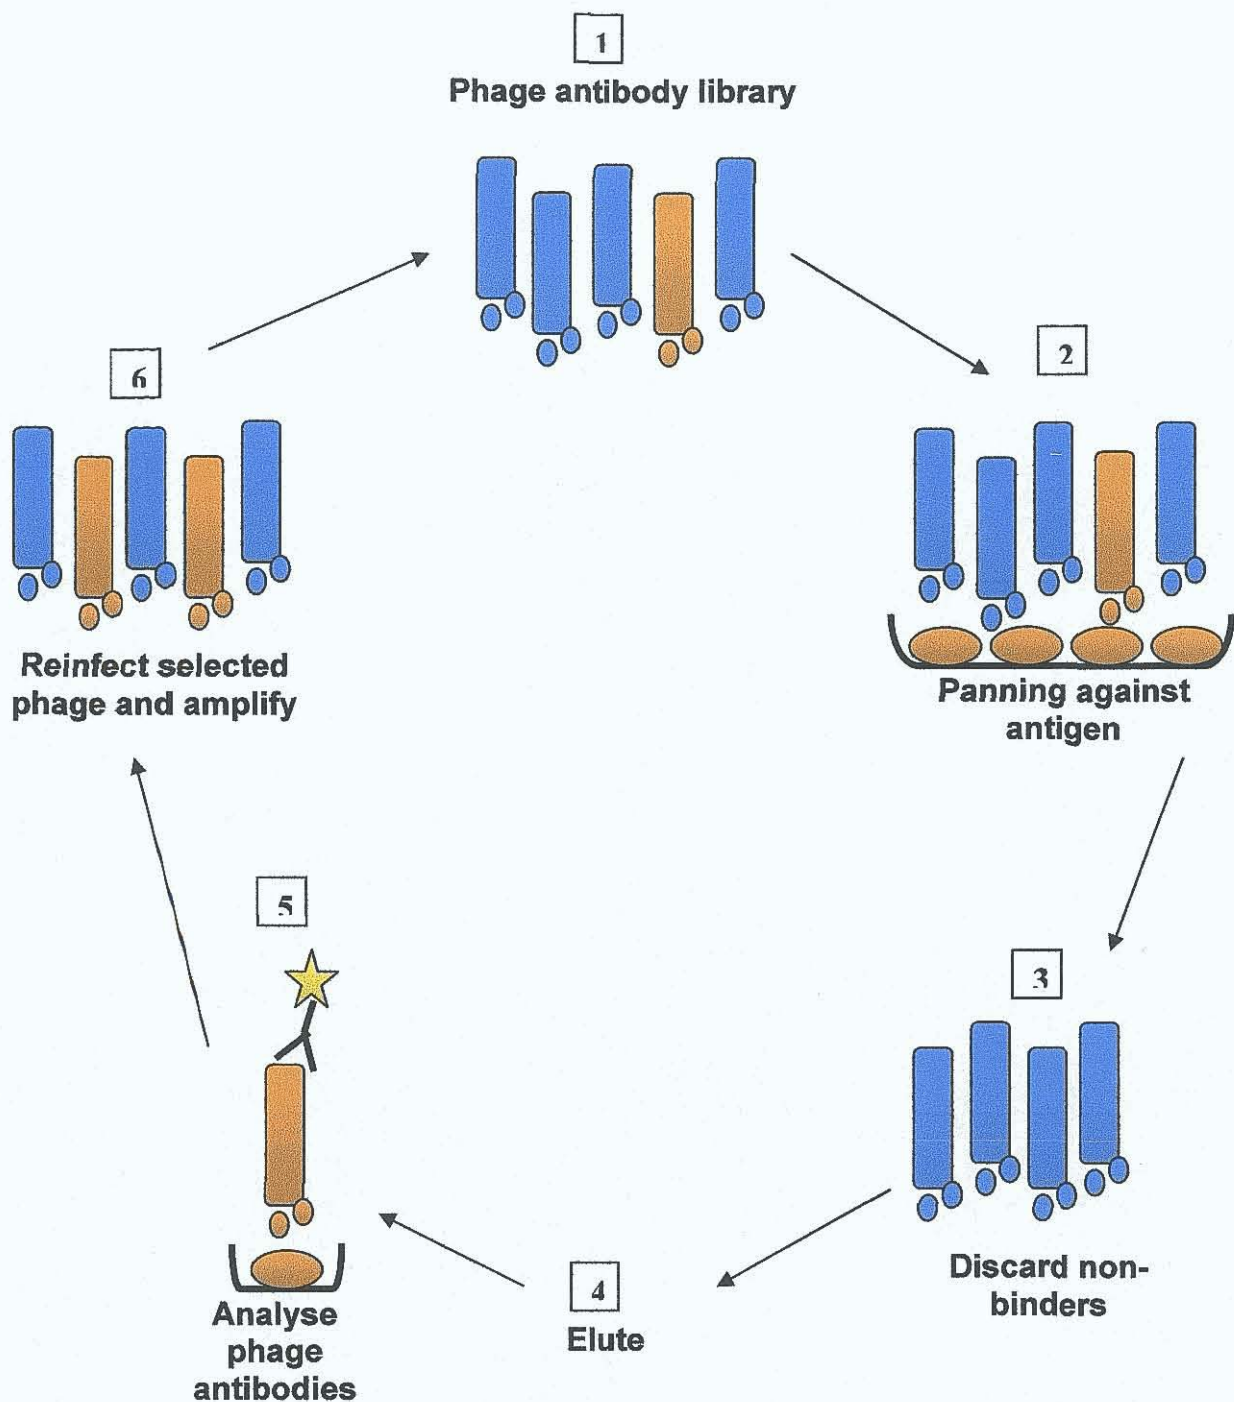 1
Phage antibody library
2
Panning against
antigen
3
Discard non-
binders
4
Elute
5
Analyse
phage
antibodies
6
Reinfect selected
phage and amplify